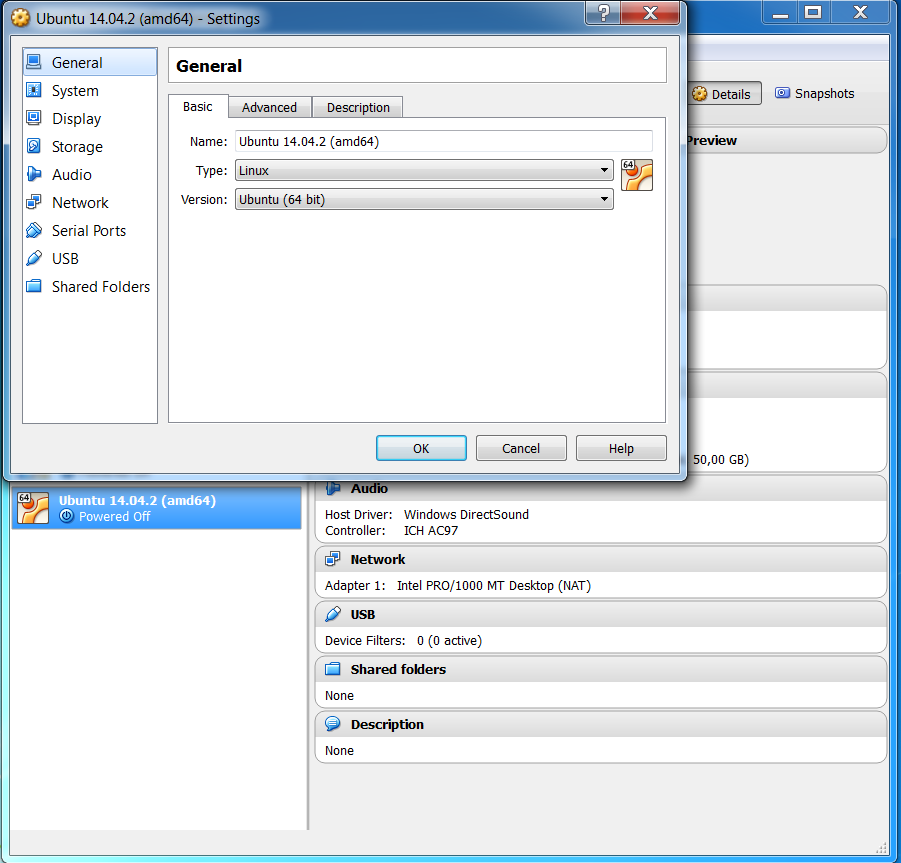 Ubuntu 14.04.2 (amd64) - Settings
?
General
System
Display
Storage
Audio
Network
Serial Ports
USB
Shared Folders
General
Basic
Advanced
Description
Name:
Ubuntu 14.04.2 (amd64)
Type:
Linux
64
Version:
Ubuntu (64 bit)
OK
Cancel
Help
Details
Snapshots
Preview
50,00 GB)
64
Ubuntu 14.04.2 (amd64)
Powered Off
Audio
Host Driver: Windows DirectSound
Controller: ICH AC97
Network
Adapter 1: Intel PRO/1000 MT Desktop (NAT)
USB
Device Filters: 0 (0 active)
Shared folders
None
Description
None